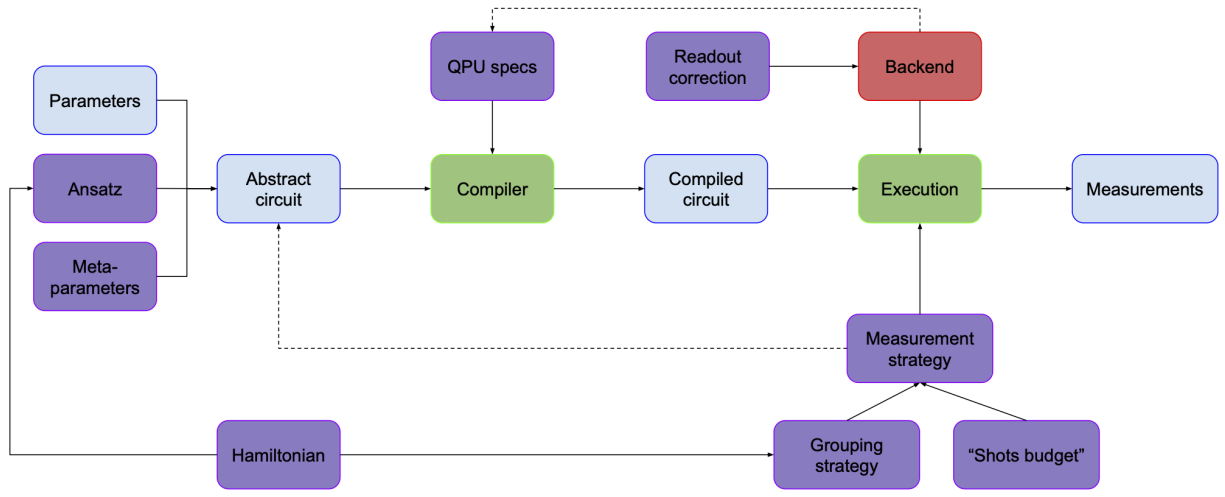 QPU specs
Readout
correction
Backend
Parameters
Ansatz
Abstract
circuit
Compiler
Compiled
circuit
Execution
Measurements
Meta-
parameters
Measurement
strategy
Hamiltonian
Grouping
strategy
“Shots budget”